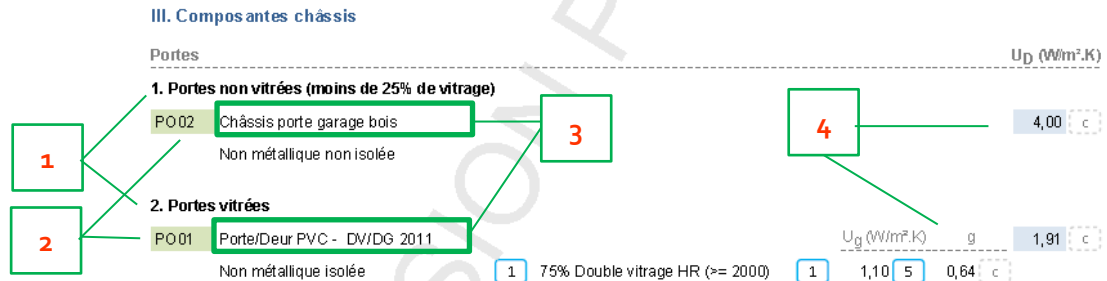 III. Composantes châssis
Portes U_D (W/m².K)
1. Portes non vitrées (moins de 25% de vitrage)
PO02 Châssis porte garage bois 4,00 c
Non métallique non isolée
1
3
4
2. Portes vitrées
2
PO01 Porte/Deur PVC - DV/DG 2011 Ug (W/m².K) g 1,91 c
Non métallique isolée 1 75% Double vitrage HR (>= 2000) 1 1,10 5 0,64 c
SION P